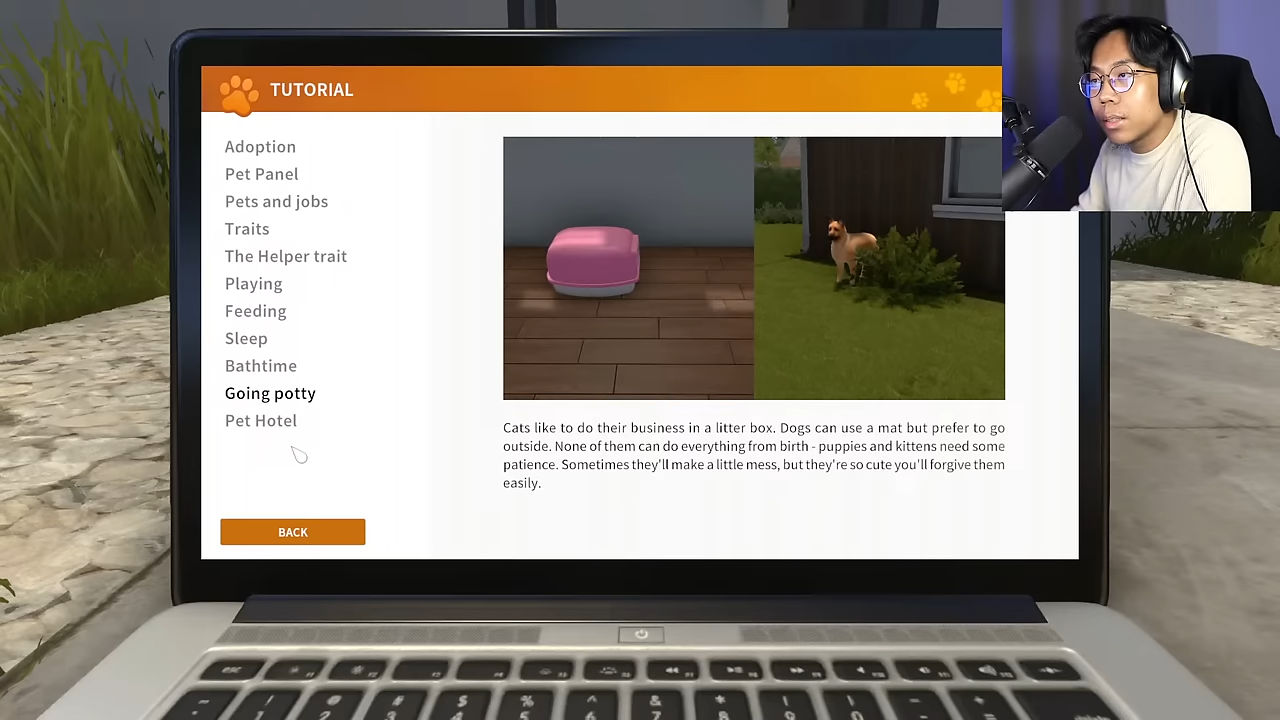 TUTORIAL
Adoption
Pet Panel
Pets and jobs
Traits
The Helper trait
Playing
Feeding
Sleep
Bathtime
Going potty
Pet Hotel
BACK
Cats like to do their business in a litter box. Dogs can use a mat but prefer to go
outside. None of them can do everything from birth - puppies and kittens need some
patience. Sometimes they'll make a little mess, but they're so cute you'll forgive them
easily.